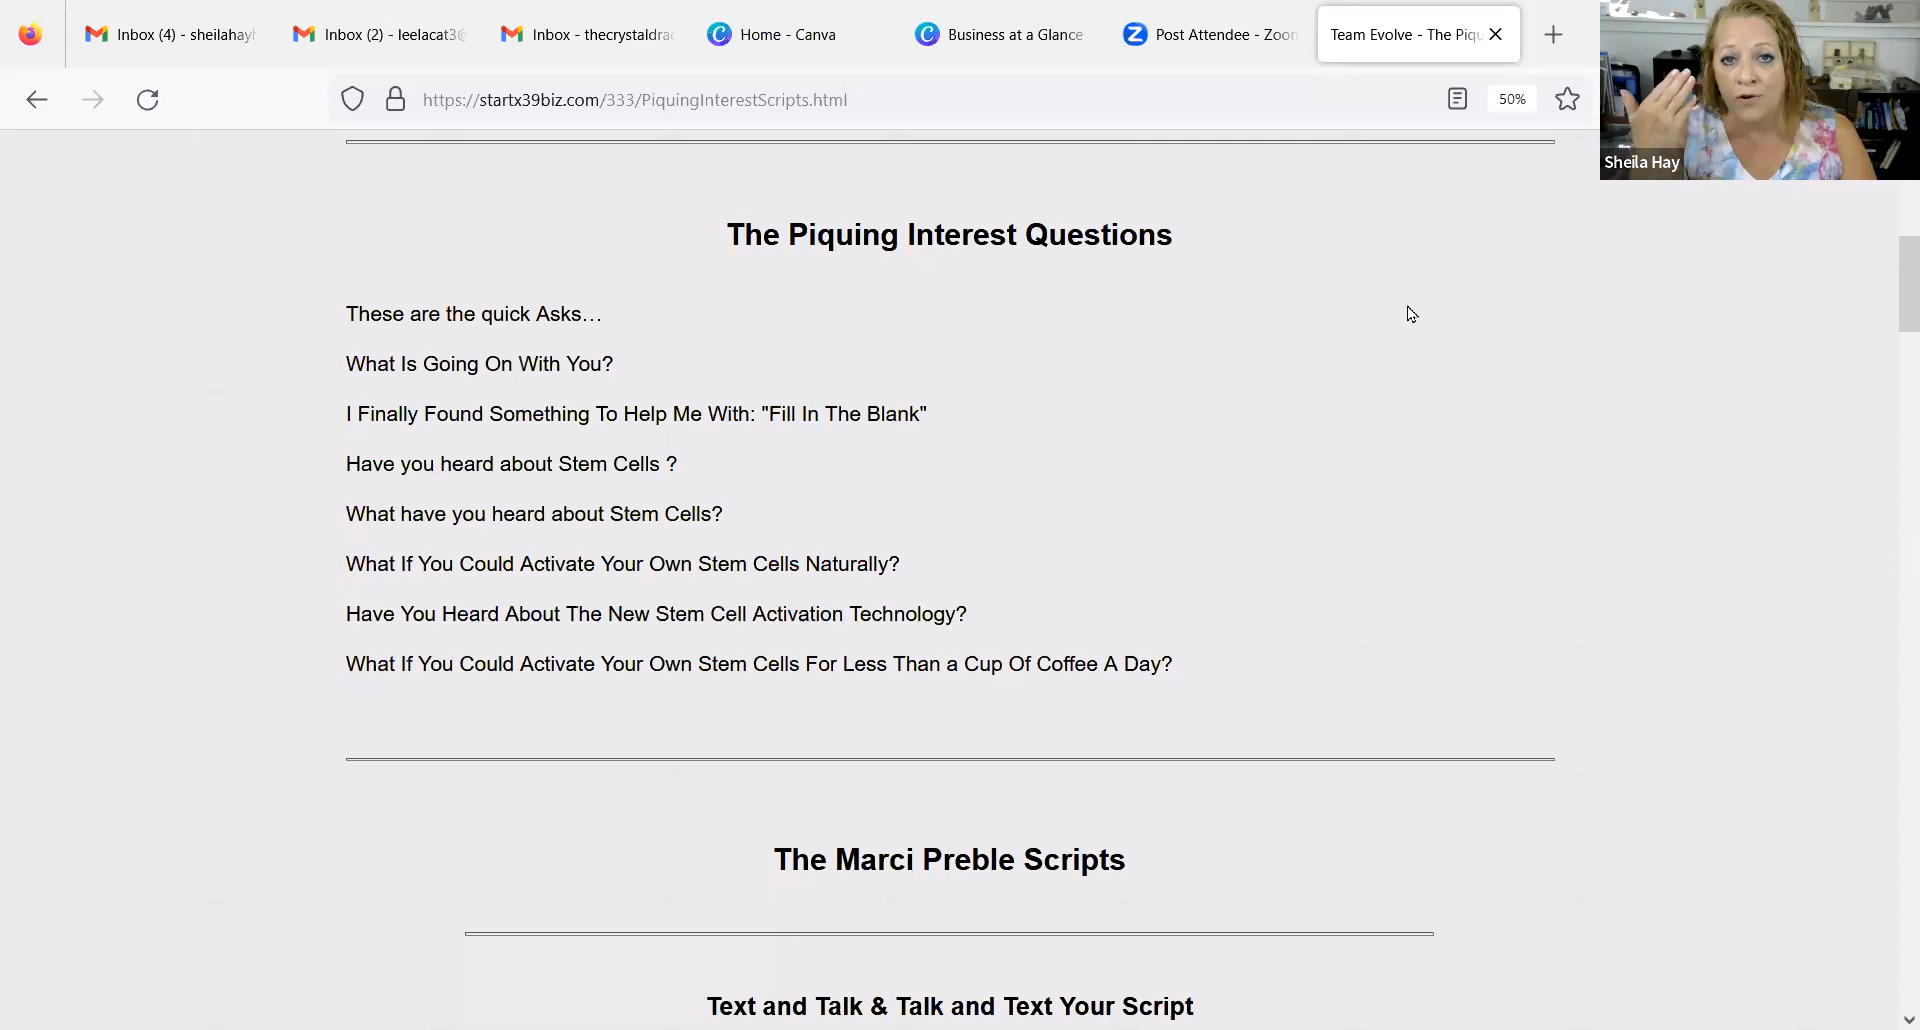 Inbox (4) - sheilahayh
Inbox (2) - leelacat3@
Inbox - thecrystaldra
Home - Canva
Business at a Glance
Post Attendee - Zoom
Team Evolve - The Piqu
https://startx39biz.com/333/PiquingInterestScripts.html
50%
Sheila Hay
The Piquing Interest Questions
These are the quick Asks…
What Is Going On With You?
I Finally Found Something To Help Me With: "Fill In The Blank"
Have you heard about Stem Cells ?
What have you heard about Stem Cells?
What If You Could Activate Your Own Stem Cells Naturally?
Have You Heard About The New Stem Cell Activation Technology?
What If You Could Activate Your Own Stem Cells For Less Than a Cup Of Coffee A Day?
The Marci Preble Scripts
Text and Talk & Talk and Text Your Script